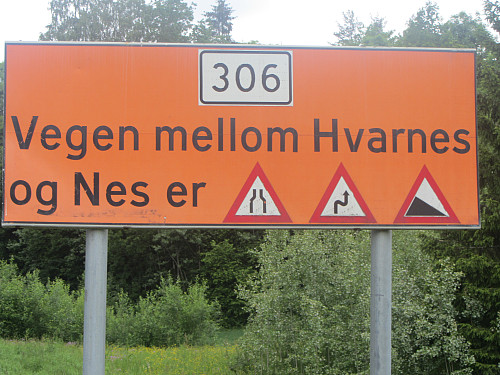 306
Vegen mellom Hvarnes
og Nes er